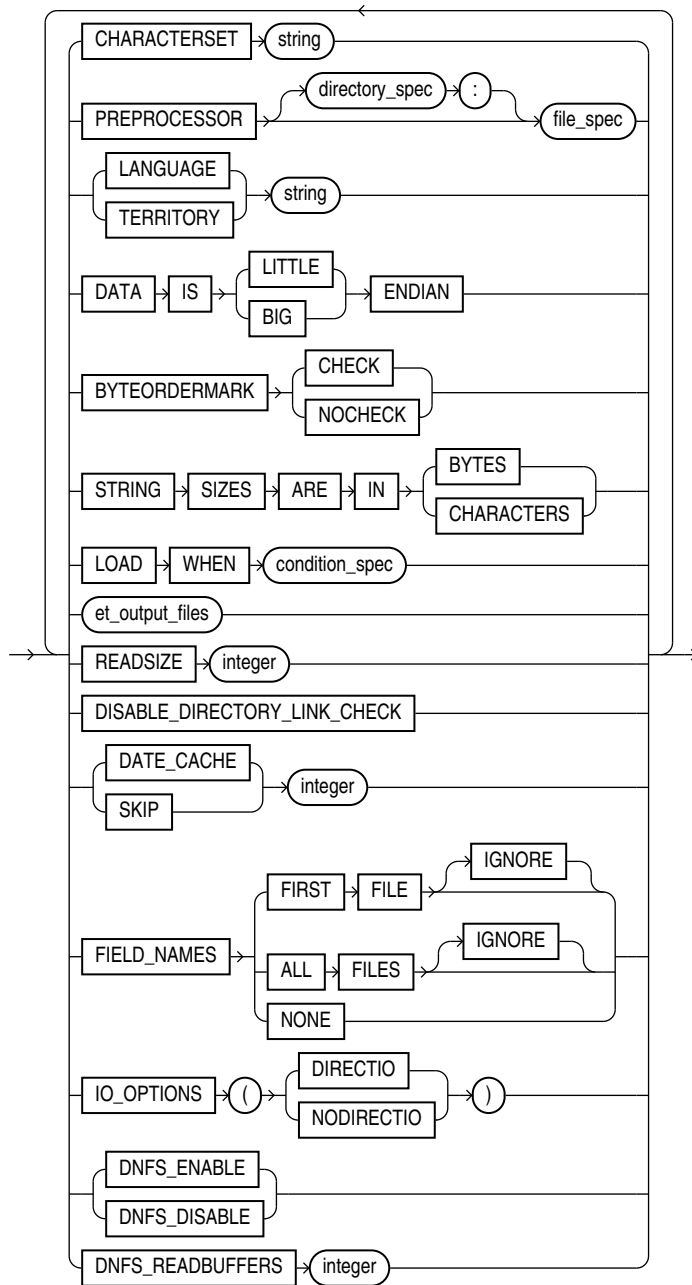 CHARACTERSET string
directory_spec :
PREPROCESSOR file_spec
LANGUAGE
TERRITORY
string
DATA IS
LITTLE
BIG
ENDIAN
BYTEORDERMARK
CHECK
NOCHECK
STRING SIZES ARE IN
BYTES
CHARACTERS
LOAD WHEN condition_spec
et_output_files
READSIZE integer
DISABLE_DIRECTORY_LINK_CHECK
DATE_CACHE
SKIP
integer
FIELD_NAMES
FIRST FILE IGNORE
ALL FILES IGNORE
NONE
IO_OPTIONS (
DIRECTIO
NODIRECTIO
)
DNFS_ENABLE
DNFS_DISABLE
DNFS_READBUFFERS integer